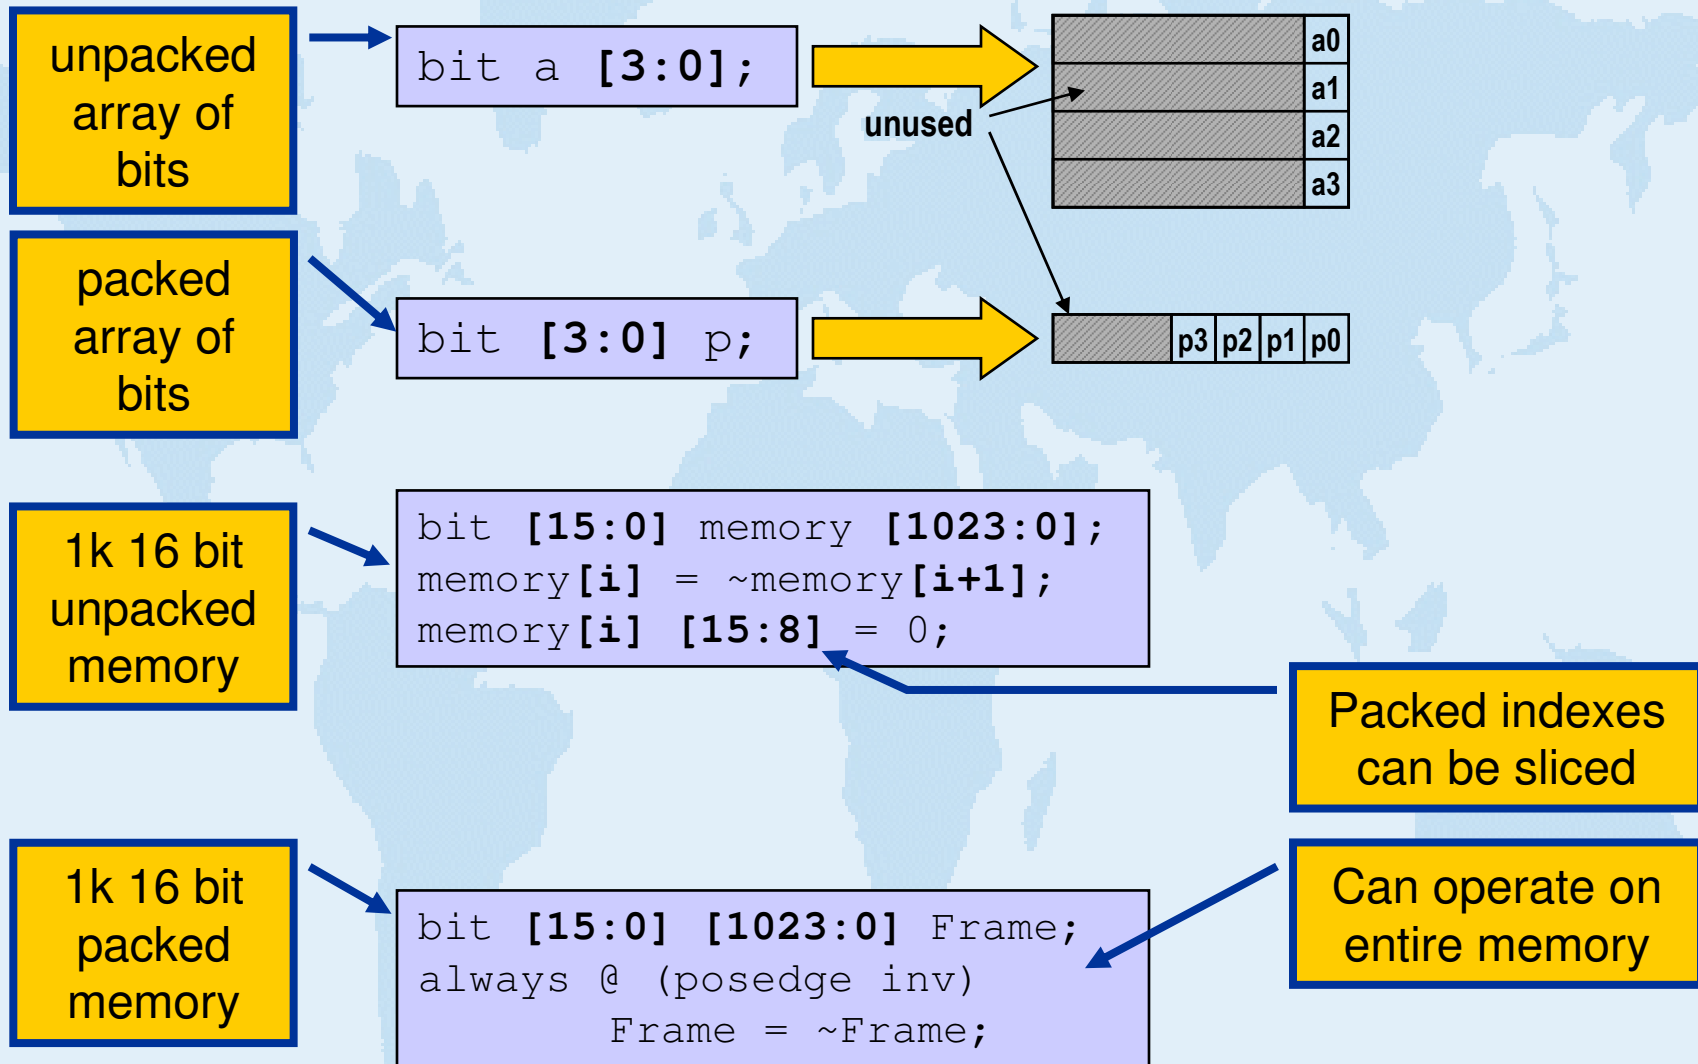 unpacked
array of
bits
bit a [3:0];
unused
a0
a1
a2
a3
packed
array of
bits
bit [3:0] p;
p3 p2 p1 p0
1k 16 bit
unpacked
memory
bit [15:0] memory [1023:0];
memory[i] = ~memory[i+1];
memory[i] [15:8] = 0;
Packed indexes
can be sliced
1k 16 bit
packed
memory
bit [15:0] [1023:0] Frame;
always @ (posedge inv)
Frame = ~Frame;
Can operate on
entire memory